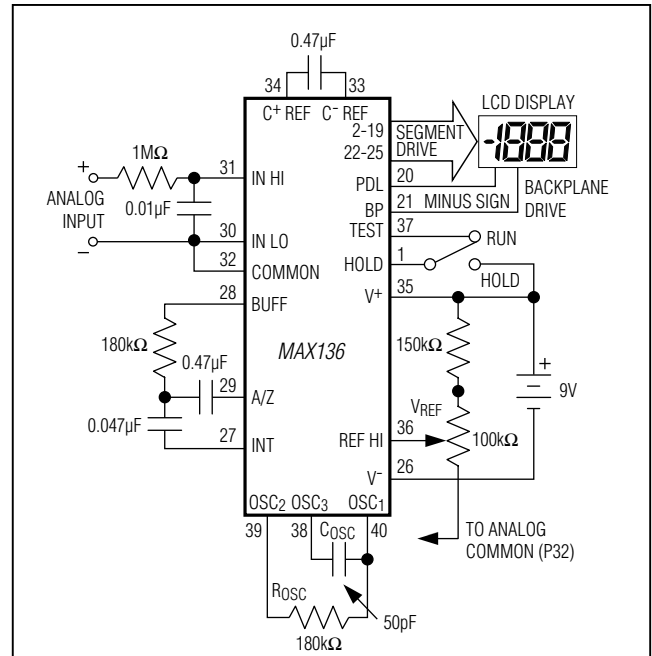 0.47µF
34
33
C+ REF
C- REF
LCD DISPLAY
2-19
SEGMENT
22-25
DRIVE
-1888
1MΩ
+
31
IN HI
20
PDL
ANALOG
INPUT
0.01µF
21
BP
MINUS SIGN
BACKPLANE
DRIVE
30
IN LO
37
TEST
RUN
–
32
COMMON
1
HOLD
HOLD
28
BUFF
35
V+
180kΩ
MAX136
150kΩ
+
–
9V
0.47µF
29
A/Z
VREF
0.047µF
36
REF HI
100kΩ
27
INT
26
V-
OSC2
OSC3
OSC1
39
38
COSC
40
TO ANALOG
COMMON (P32)
ROSC
50pF
180kΩ